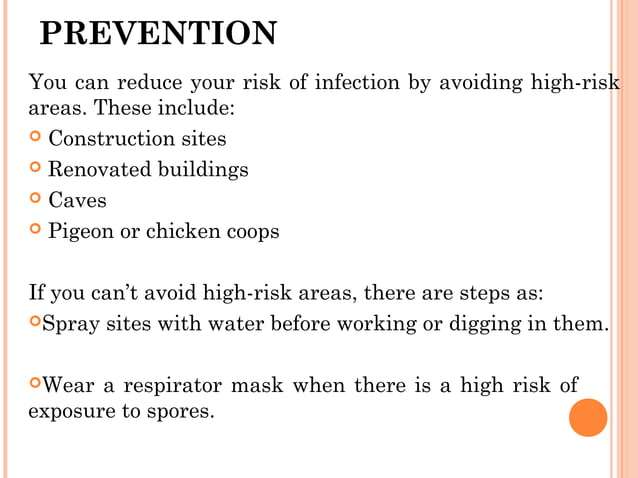 PREVENTION
You can reduce your risk of infection by avoiding high-risk
areas. These include:
Construction sites
Renovated buildings
Caves
Pigeon or chicken coops
If you can’t avoid high-risk areas, there are steps as:
Spray sites with water before working or digging in them.
Wear a respirator mask when there is a high risk of
exposure to spores.